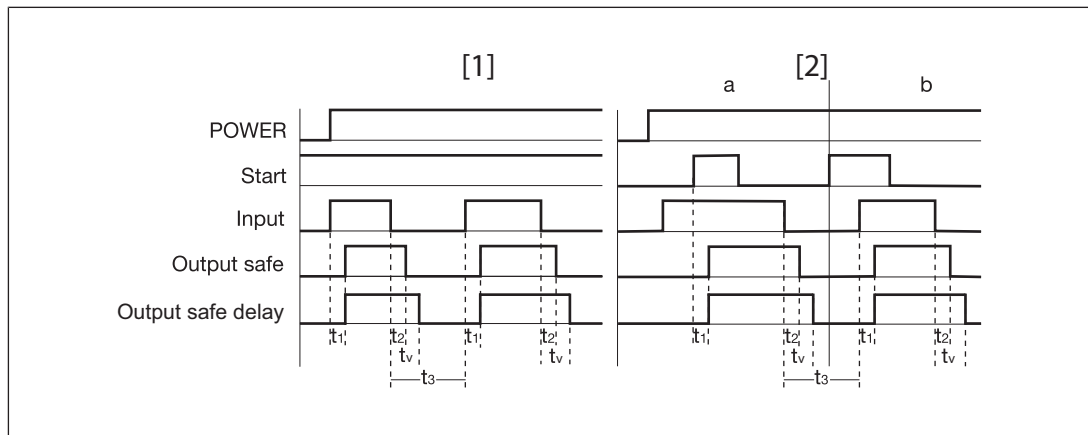 [1] [2]
a b
POWER
Start
Input
Output safe
Output safe delay
t1 t2 t1 t2 t1 t2 t1 t2
tv tv tv tv
t3 t3